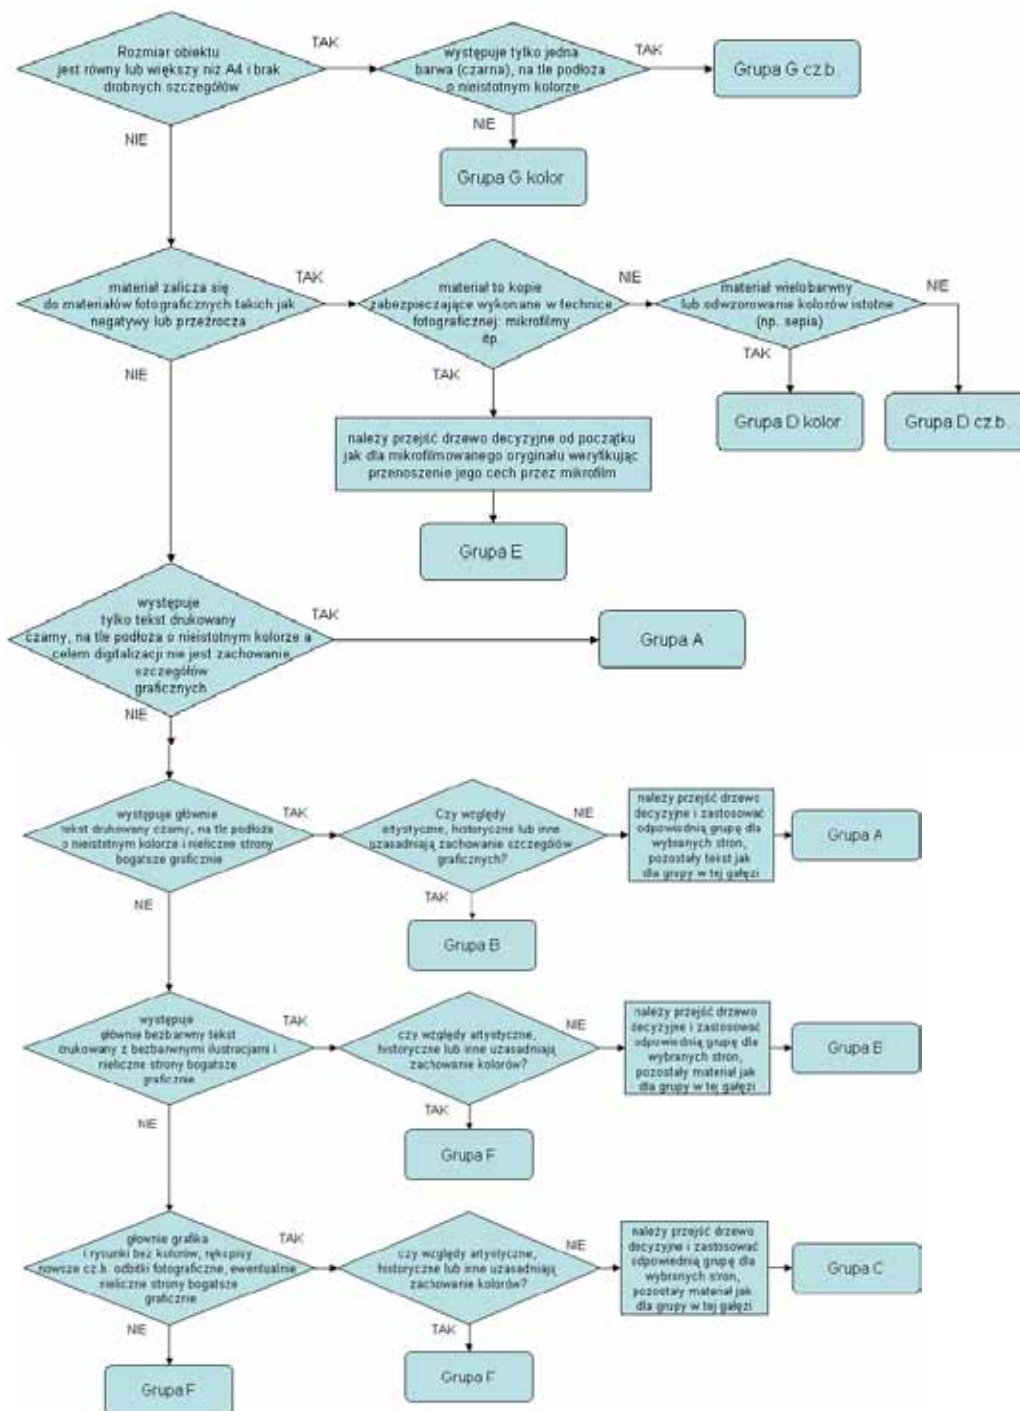 Rozmiar obiektu
jest równy lub większy niż A4 i brak
drobnych szczegółów
TAK
występuje tylko jedna
barwa (czarna), na tle podłoża
o nieistotnym kolorze
TAK
Grupa G cz.b.
NIE
NIE
Grupa G kolor
materiał zalicza się
do materiałów fotograficznych takich jak
negatywy lub przeźrocza
TAK
materiał to kopie
zabezpieczające wykonane w technice
fotograficznej: mikrofilmy
itp.
NIE
materiał wielobarwny
lub odwzorowanie kolorów istotne
(np. sepia)
NIE
NIE
TAK
TAK
Grupa D kolor
Grupa D cz.b.
należy przejść drzewo decyzyjne od początku
jak dla mikrofilmowanego oryginału weryfikując
przenoszenie jego cech przez mikrofilm
Grupa E
występuje
tylko tekst drukowany
czarny, na tle podłoża o nieistotnym kolorze a
celem digitalizacji nie jest zachowanie
szczegółów
graficznych
TAK
Grupa A
NIE
występuje głównie
tekst drukowany czarny, na tle podłoża
o nieistotnym kolorze i nieliczne strony
bogatsze graficznie
TAK
Czy względy
artystyczne, historyczne lub inne
uzasadniają zachowanie szczegółów
graficznych?
NIE
należy przejść drzewo
decyzyjne i zastosować
odpowiednią grupę dla
wybranych stron,
pozostały tekst jak
dla grupy w tej gałęzi
Grupa A
NIE
TAK
Grupa B
występuje
głównie bezbarwny tekst
drukowany z bezbarwnymi ilustracjami i
nieliczne strony bogatsze
graficznie
TAK
czy względy artystyczne,
historyczne lub inne uzasadniają
zachowanie kolorów?
NIE
należy przejść drzewo
decyzyjne i zastosować
odpowiednią grupę dla
wybranych stron,
pozostały materiał jak
dla grupy w tej gałęzi
Grupa B
NIE
TAK
Grupa F
głownie grafika
i rysunki bez kolorów, rękopisy
nowsze cz.b. odbitki fotograficzne, ewentualnie
nieliczne strony bogatsze
graficznie
TAK
czy względy artystyczne,
historyczne lub inne uzasadniają
zachowanie kolorów?
NIE
należy przejść drzewo
decyzyjne i zastosować
odpowiednią grupę dla
wybranych stron,
pozostały materiał jak
dla grupy w tej gałęzi
Grupa C
NIE
TAK
Grupa F
Grupa F